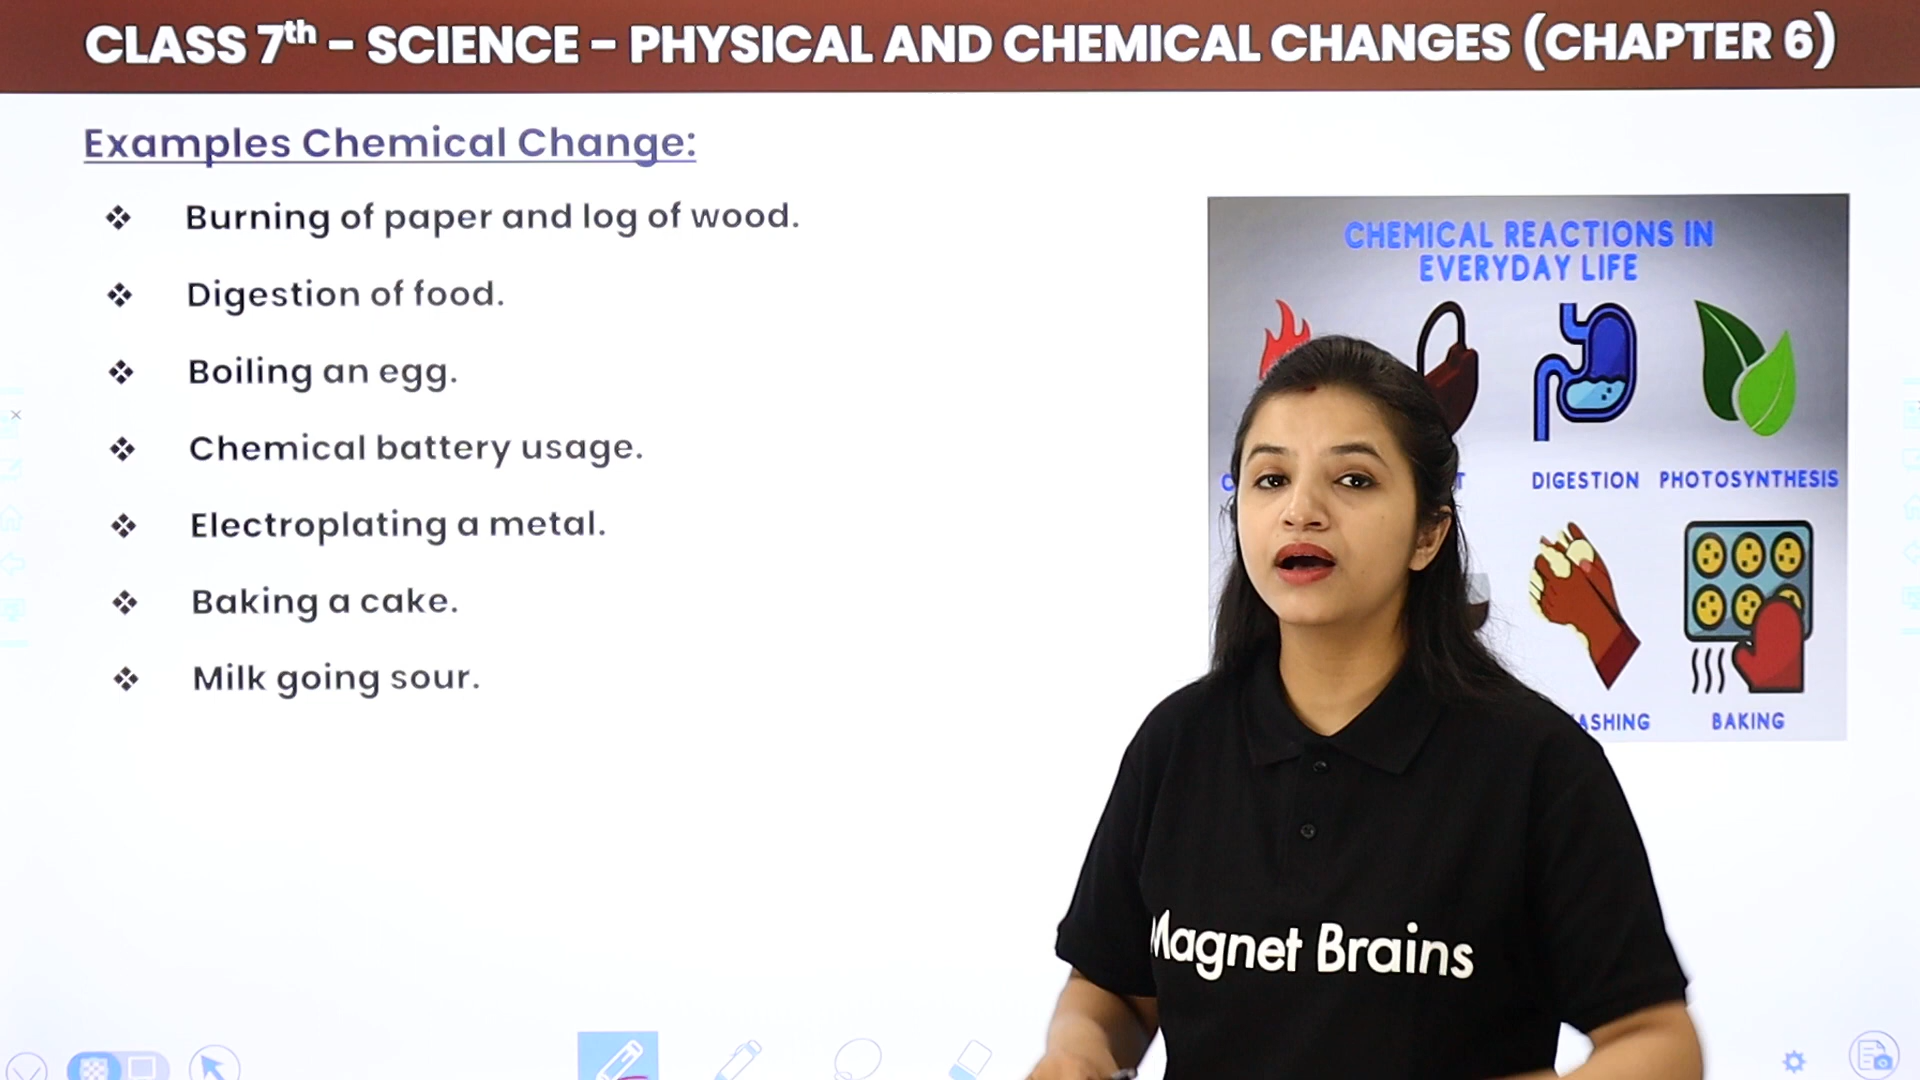 CLASS 7th - SCIENCE - PHYSICAL AND CHEMICAL CHANGES (CHAPTER 6)
Examples Chemical Change:
❖ Burning of paper and log of wood.
❖ Digestion of food.
❖ Boiling an egg.
❖ Chemical battery usage.
❖ Electroplating a metal.
❖ Baking a cake.
❖ Milk going sour.
CHEMICAL REACTIONS IN
EVERYDAY LIFE
DIGESTION PHOTOSYNTHESIS
BAKING
Magnet Brains